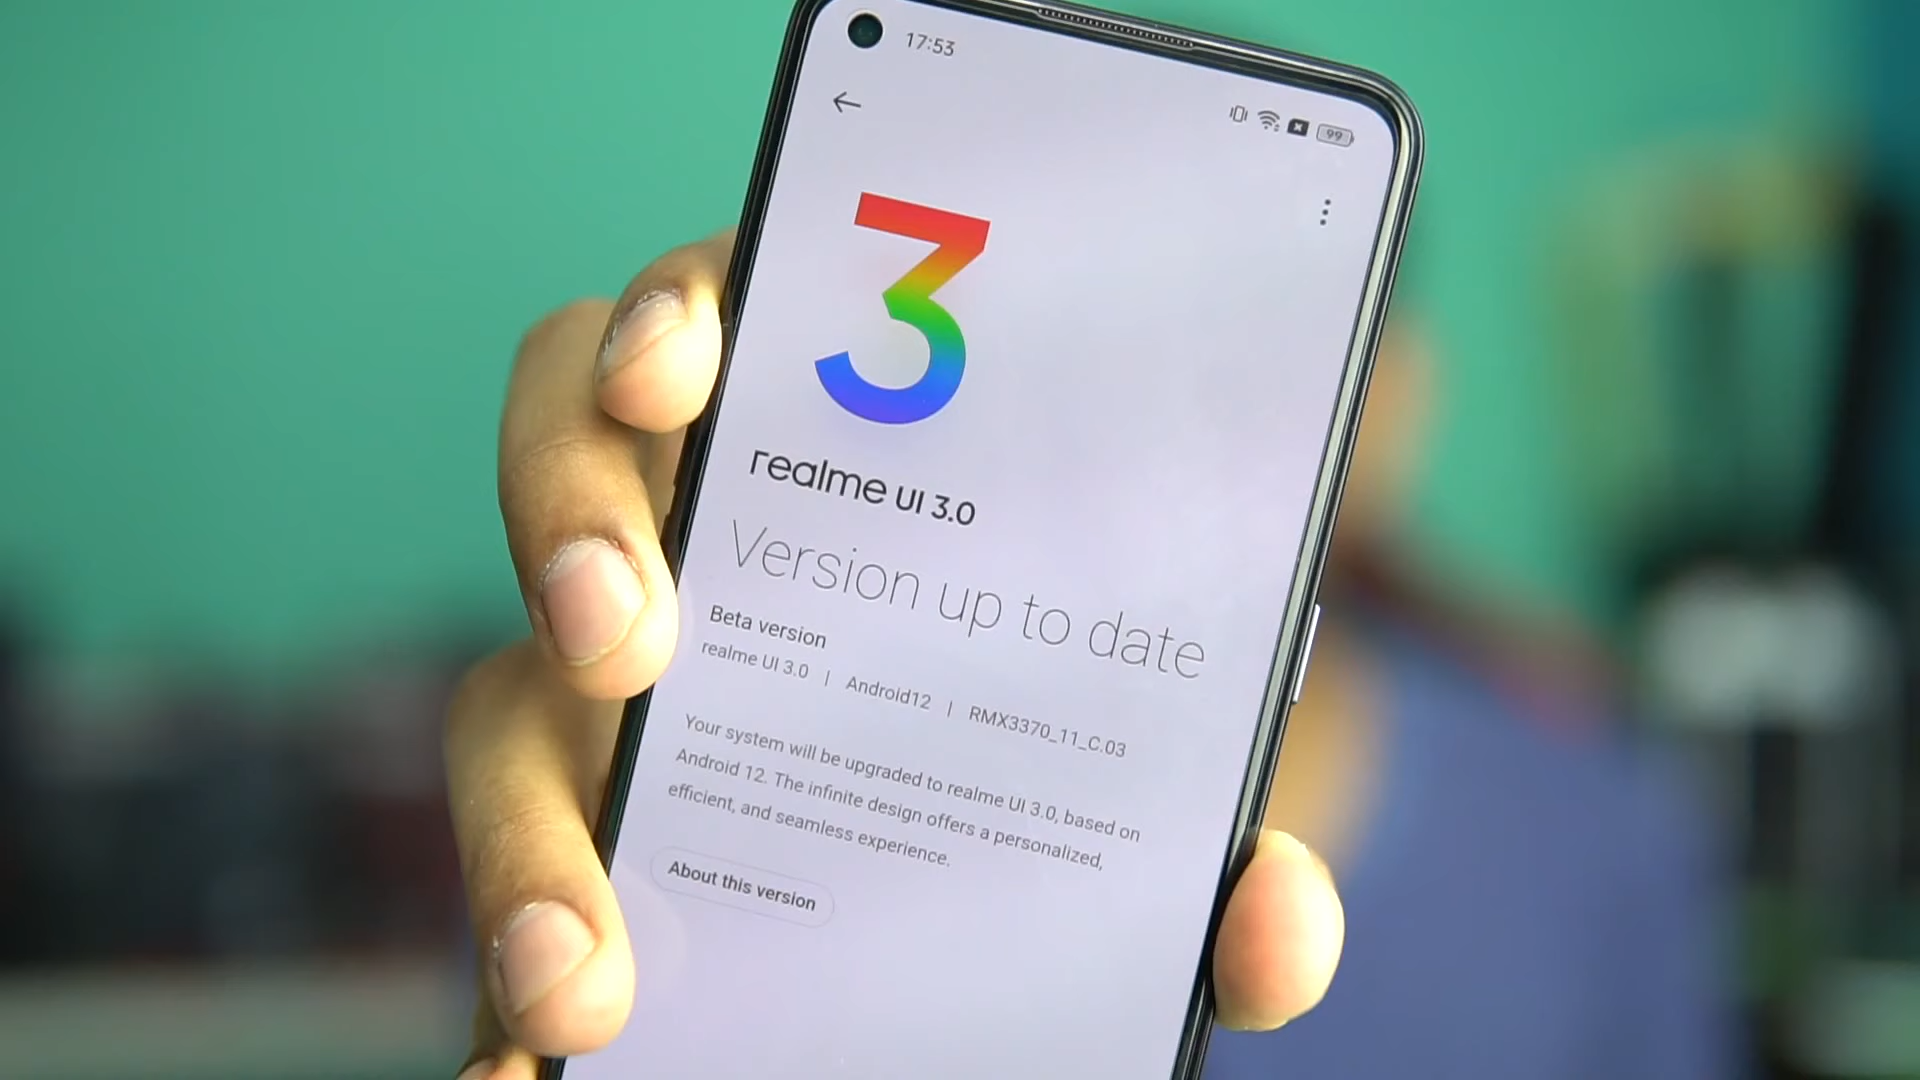 17:53
99
3
realme UI 3.0
Version up to date
Beta version
realme UI 3.0 | Android12 | RMX3370_11_C.03
Your system will be upgraded to realme UI 3.0, based on
Android 12. The infinite design offers a personalized,
efficient, and seamless experience.
About this version